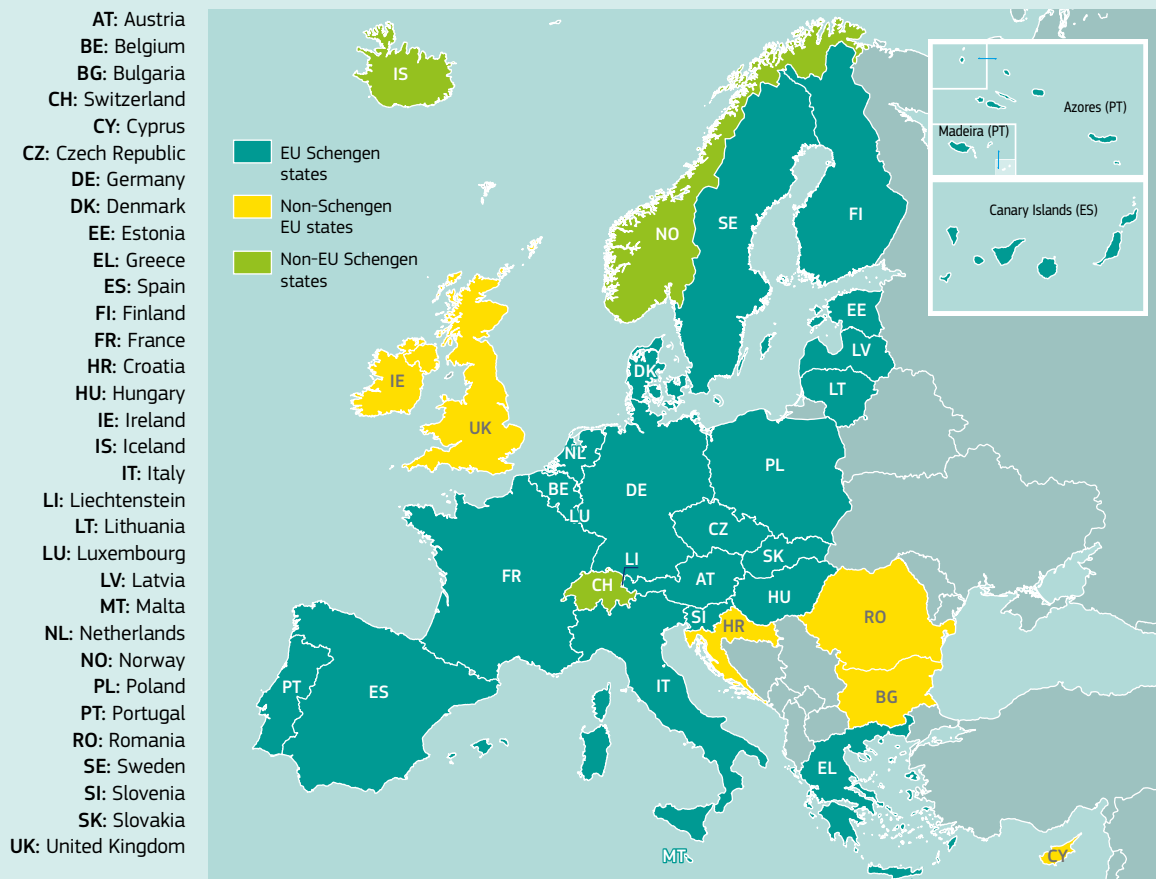 AT: Austria
BE: Belgium
BG: Bulgaria
CH: Switzerland
CY: Cyprus
CZ: Czech Republic
DE: Germany
DK: Denmark
EE: Estonia
EL: Greece
ES: Spain
FI: Finland
FR: France
HR: Croatia
HU: Hungary
IE: Ireland
IS: Iceland
IT: Italy
LI: Liechtenstein
LT: Lithuania
LU: Luxembourg
LV: Latvia
MT: Malta
NL: Netherlands
NO: Norway
PL: Poland
PT: Portugal
RO: Romania
SE: Sweden
SI: Slovenia
SK: Slovakia
UK: United Kingdom
EU Schengen
states
Non-Schengen
EU states
Non-EU Schengen
states
Azores (PT)
Madeira (PT)
Canary Islands (ES)
IS
NO
SE
FI
EE
LV
LT
DK
IE
UK
NL
BE
LU
DE
PL
CZ
SK
LI
CH
AT
HU
FR
SI
HR
RO
BG
PT
ES
IT
EL
MT
CY